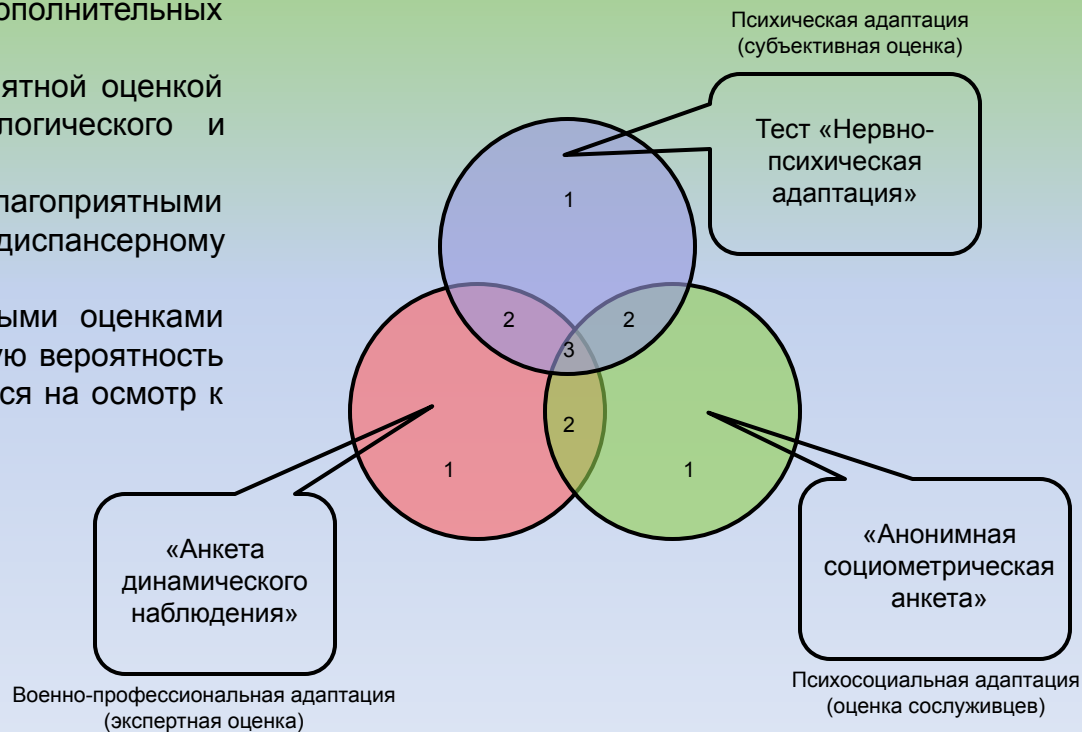 дополнительных
ятной оценкой
логического и
лагоприятными
диспансерному
ыми оценками
ую вероятность
ся на осмотр к
Психическая адаптация
(субъективная оценка)
Тест «Нервно-
психическая
адаптация»
1
2
2
3
2
1
1
«Анкета
динамического
наблюдения»
«Анонимная
социометрическая
анкета»
Военно-профессиональная адаптация
(экспертная оценка)
Психосоциальная адаптация
(оценка сослуживцев)